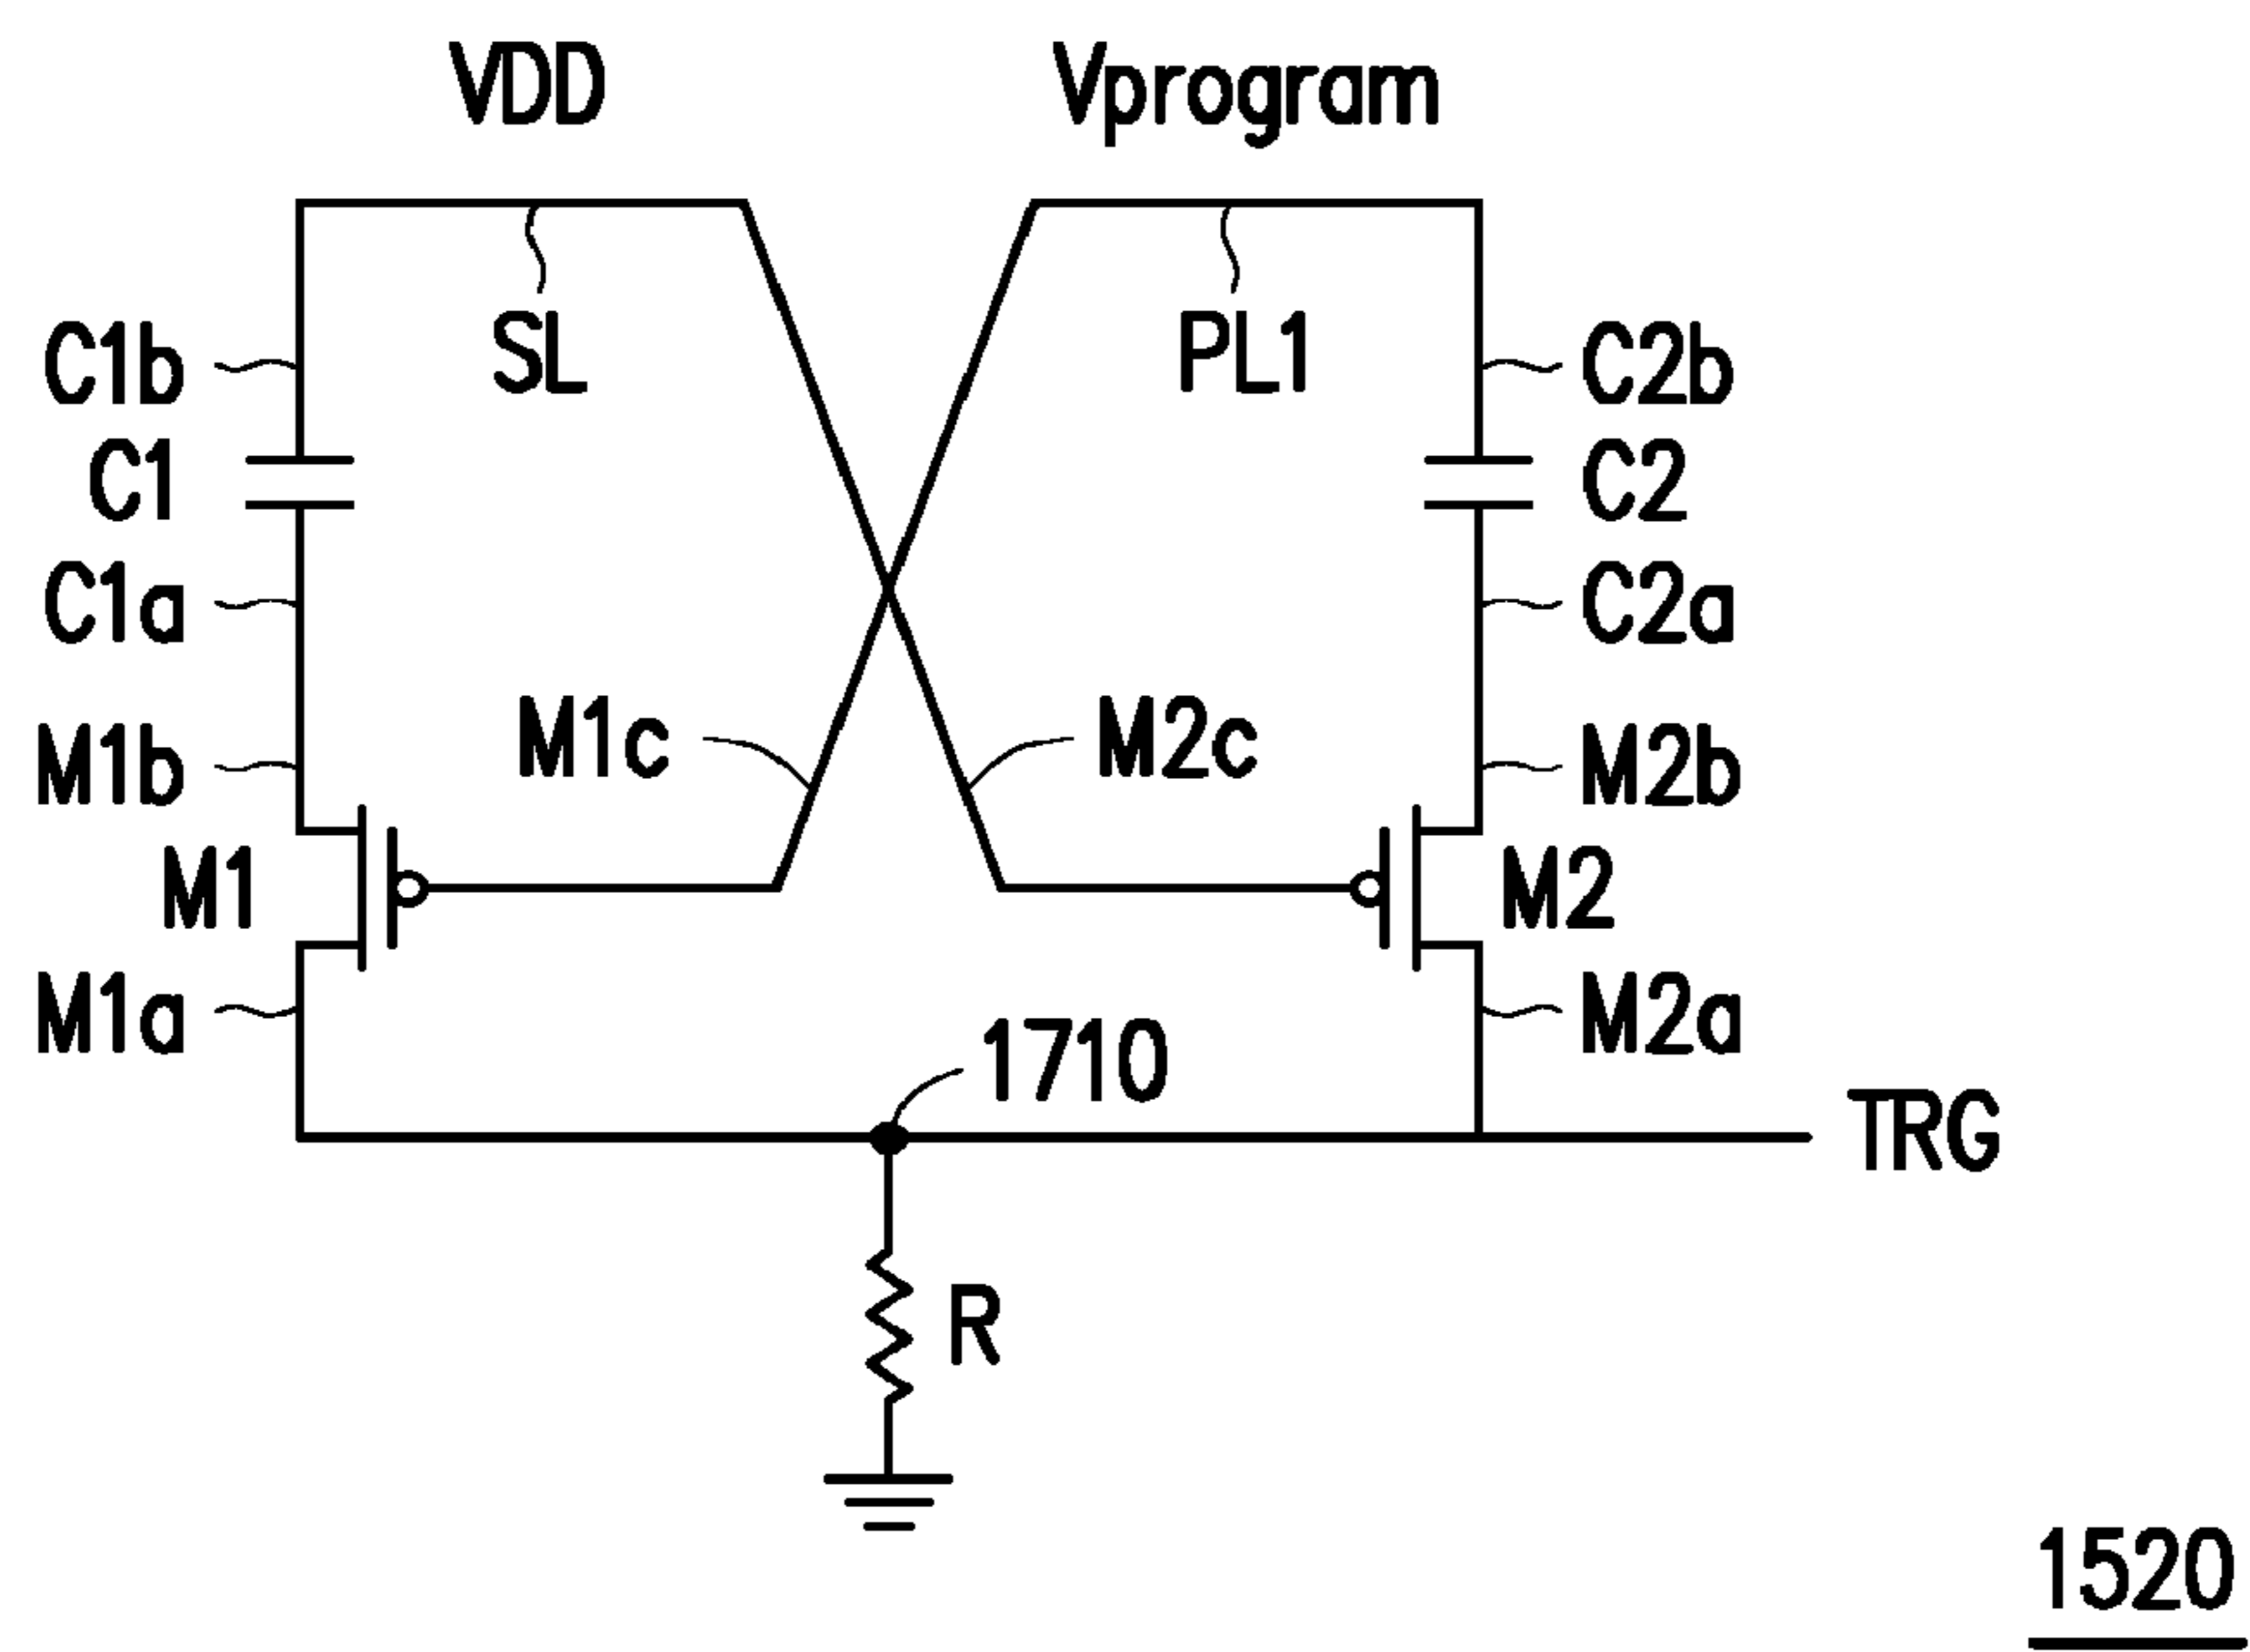 VDD
Vprogram
SL
PL1
C1b
C2b
C1
C2
C1a
C2a
M1b
M1c
M2c
M2b
M1
M2
M1a
M2a
1710
TRG
R
1520